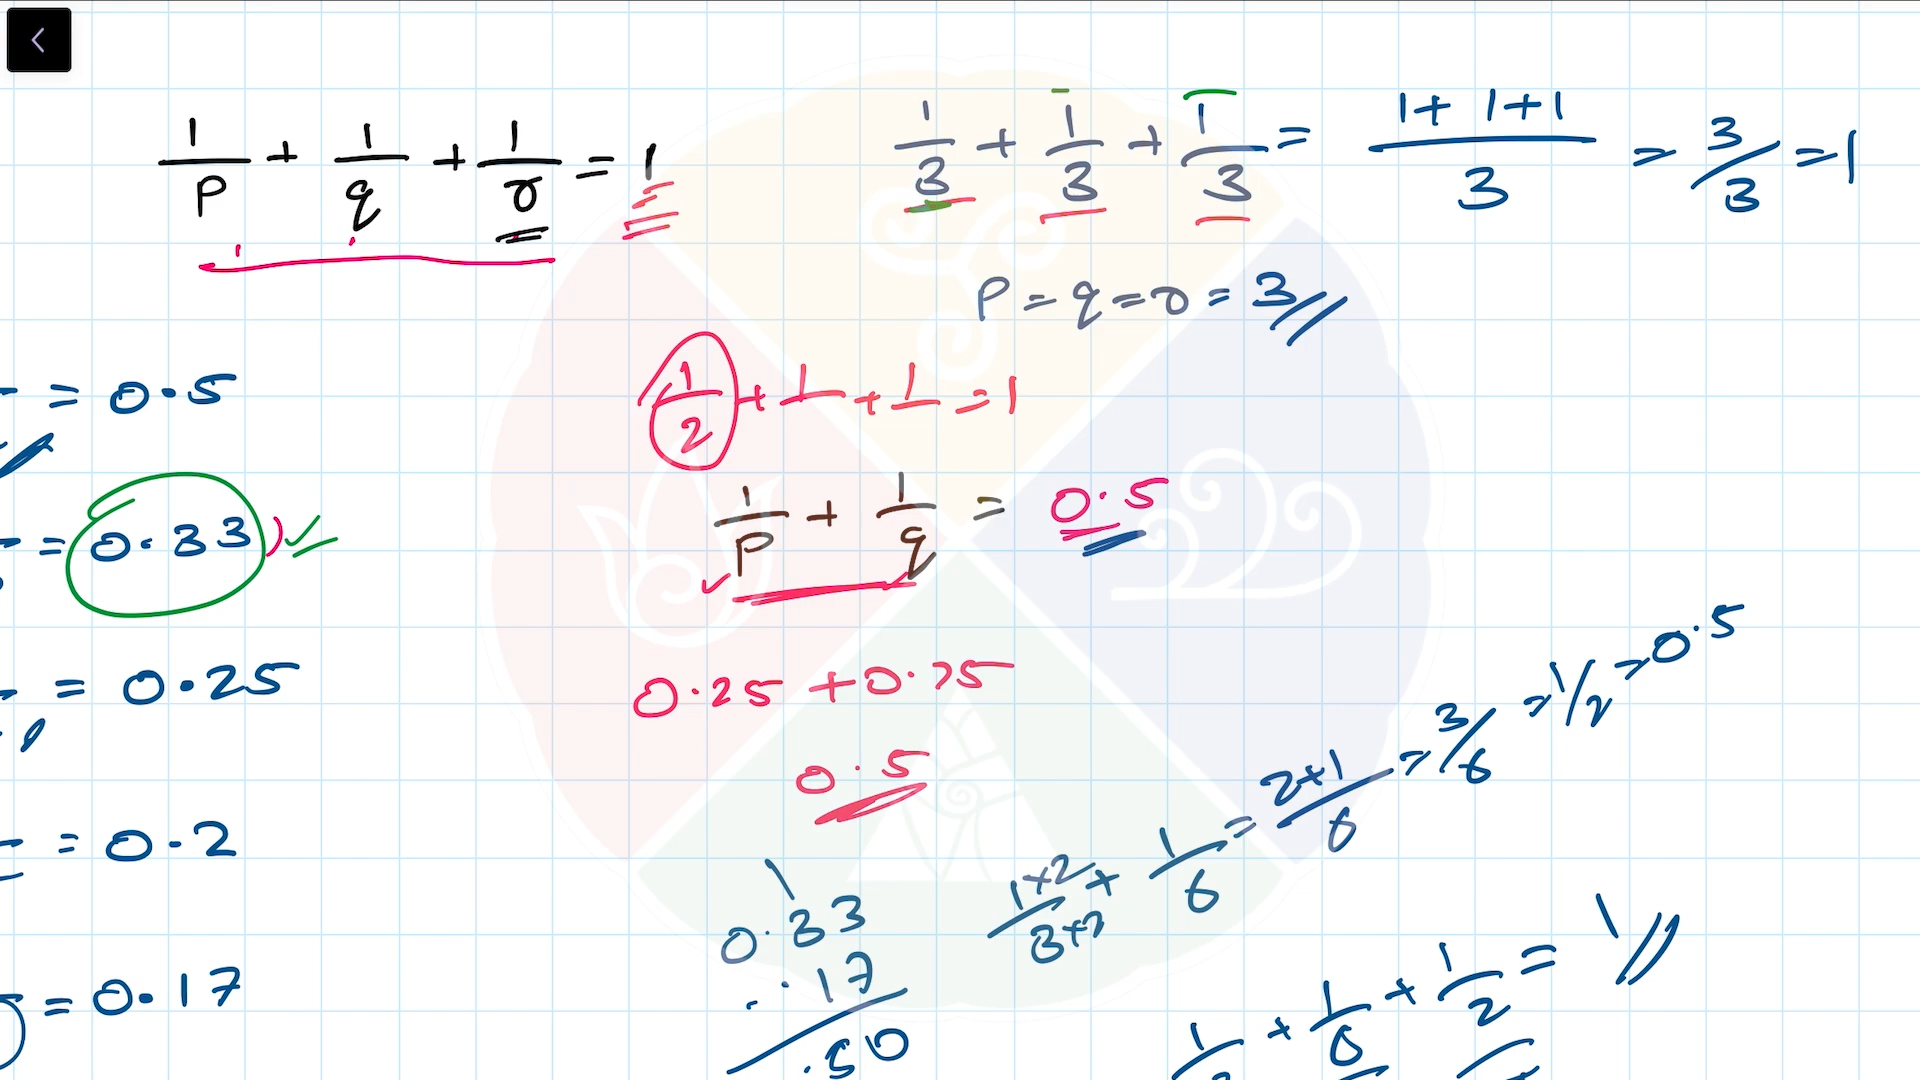 1/p + 1/q + 1/r = 1
1/3 + 1/3 + 1/3 = (1+1+1)/3 = 3/3 = 1
p = q = r = 3
= 0.5
1/2 + 1/ + 1/ = 1
= 0.33
1/p + 1/q = 0.5
= 0.25
0.25 + 0.25
0.5
= 0.2
1×2/3×2 + 1/6 = (2+1)/6 = 3/6 = 1/2 = 0.5
0.33
.17
.50
= 0.17
1/3 + 1/6 + 1/2 = 1